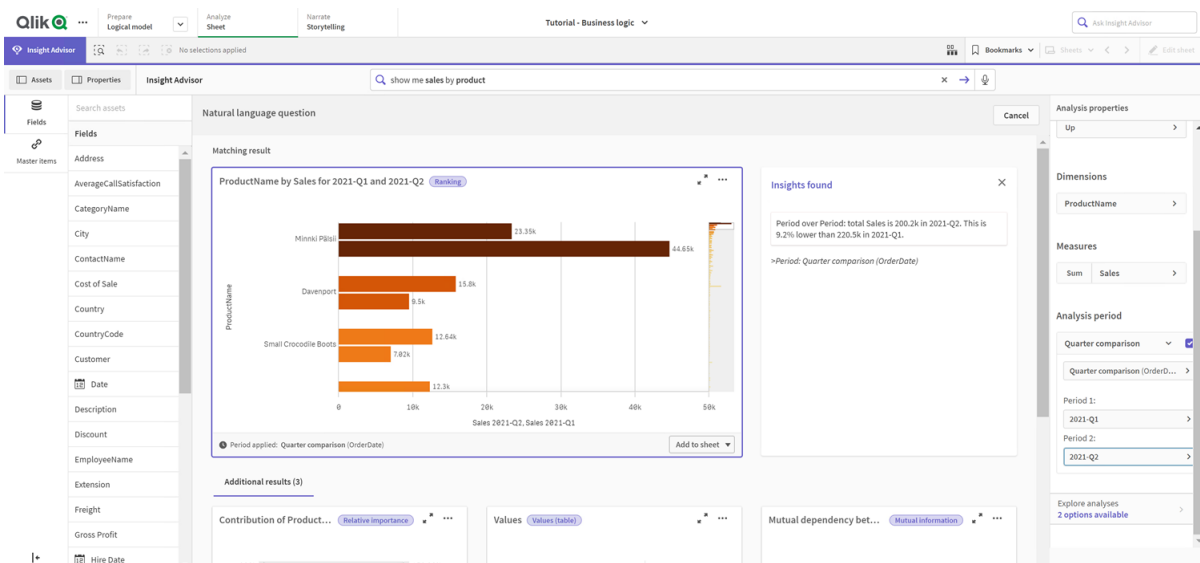 Qlik
Prepare
Logical model
Analyze
Sheet
Narrate
Storytelling
Tutorial - Business logic
Ask Insight Advisor
Insight Advisor
No selections applied
Bookmarks
Sheets
Edit sheet
Assets
Properties
Insight Advisor
show me sales by product
Fields
Master items
Search assets
Fields
Address
AverageCallSatisfaction
CategoryName
City
ContactName
Cost of Sale
Country
CountryCode
Customer
Date
Description
Discount
EmployeeName
Extension
Freight
Gross Profit
Hire Date
Natural language question
Cancel
Matching result
ProductName by Sales for 2021-Q1 and 2021-Q2
Ranking
ProductName
Minnki Pälsii
23.35k
44.65k
Davenport
15.8k
9.5k
Small Crocodile Boots
12.64k
7.02k
12.3k
0
10k
20k
30k
40k
50k
Sales 2021-Q2, Sales 2021-Q1
Period applied: Quarter comparison (OrderDate)
Add to sheet
Insights found
Period over Period: total Sales is 200.2k in 2021-Q2. This is
9.2% lower than 220.5k in 2021-Q1.
>Period: Quarter comparison (OrderDate)
Additional results (3)
Contribution of Product...
Relative importance
Values
Values (table)
Mutual dependency bet...
Mutual information
Analysis properties
Up
Dimensions
ProductName
Measures
Sum
Sales
Analysis period
Quarter comparison
Quarter comparison (OrderD...
Period 1:
2021-Q1
Period 2:
2021-Q2
Explore analyses
2 options available